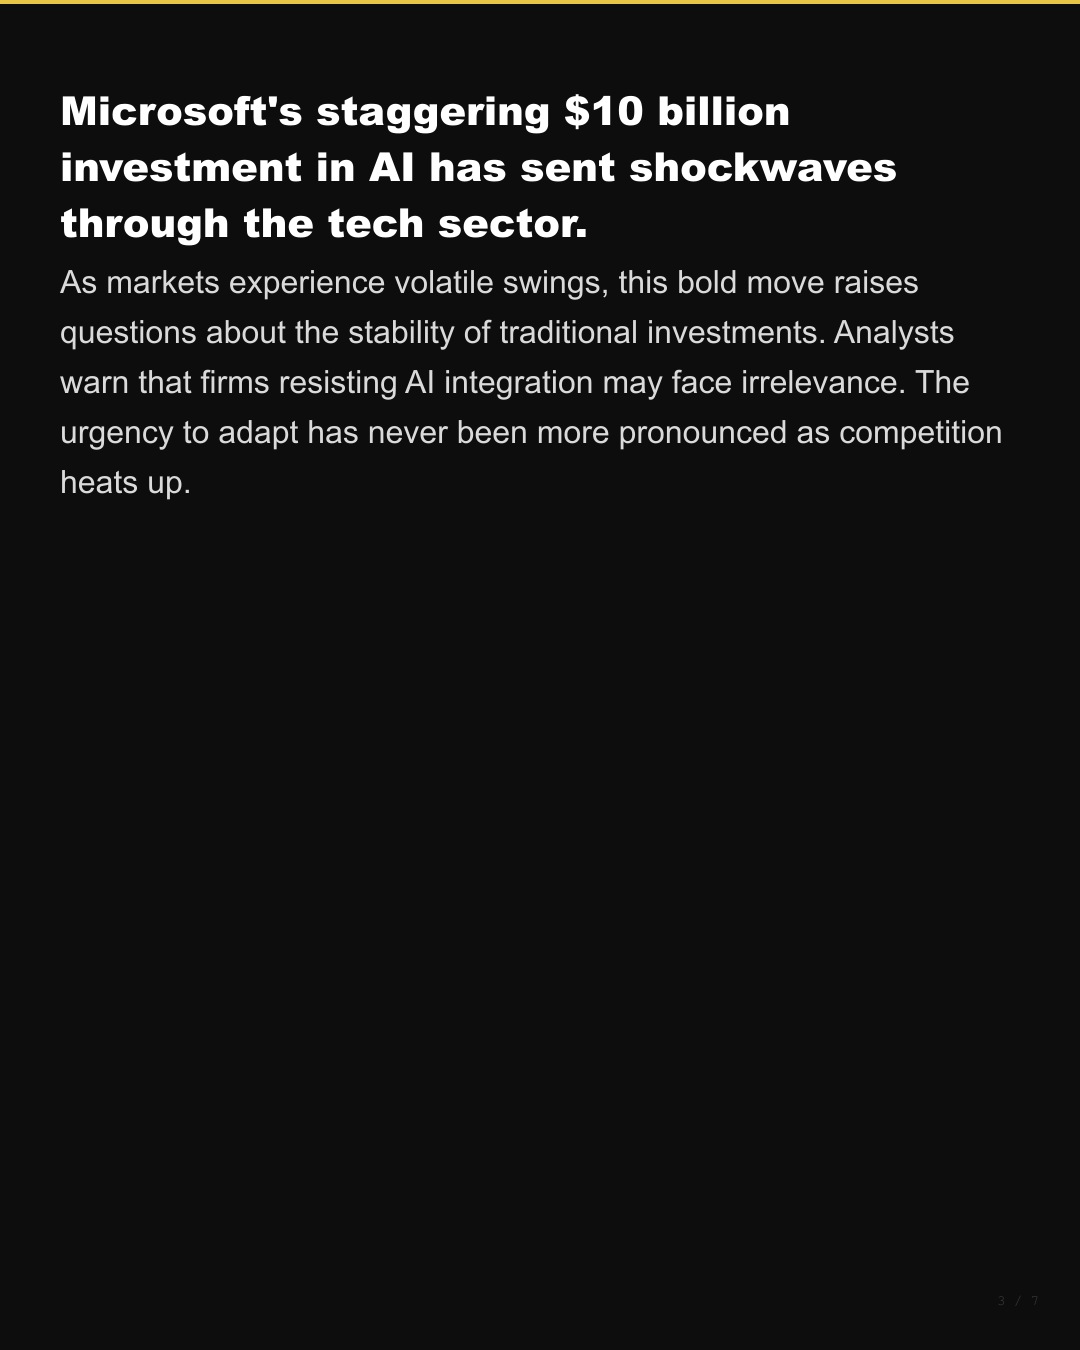 Microsoft's staggering $10 billion
investment in AI has sent shockwaves
through the tech sector.
As markets experience volatile swings, this bold move raises
questions about the stability of traditional investments. Analysts
warn that firms resisting AI integration may face irrelevance. The
urgency to adapt has never been more pronounced as competition
heats up.
3 / 7